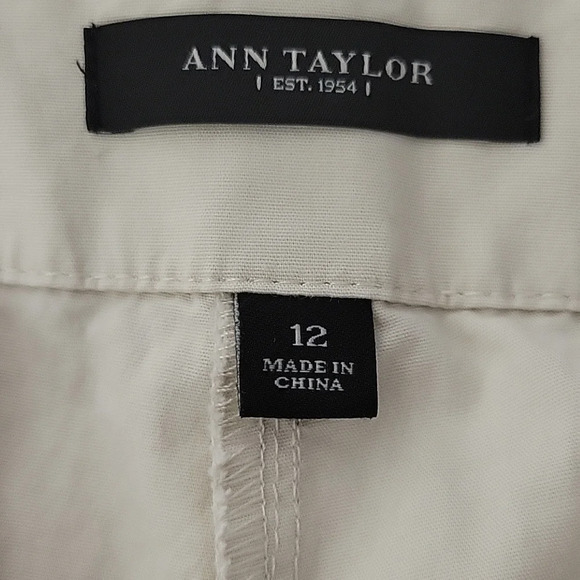 ANN TAYLOR
EST. 1954
12
MADE IN
CHINA